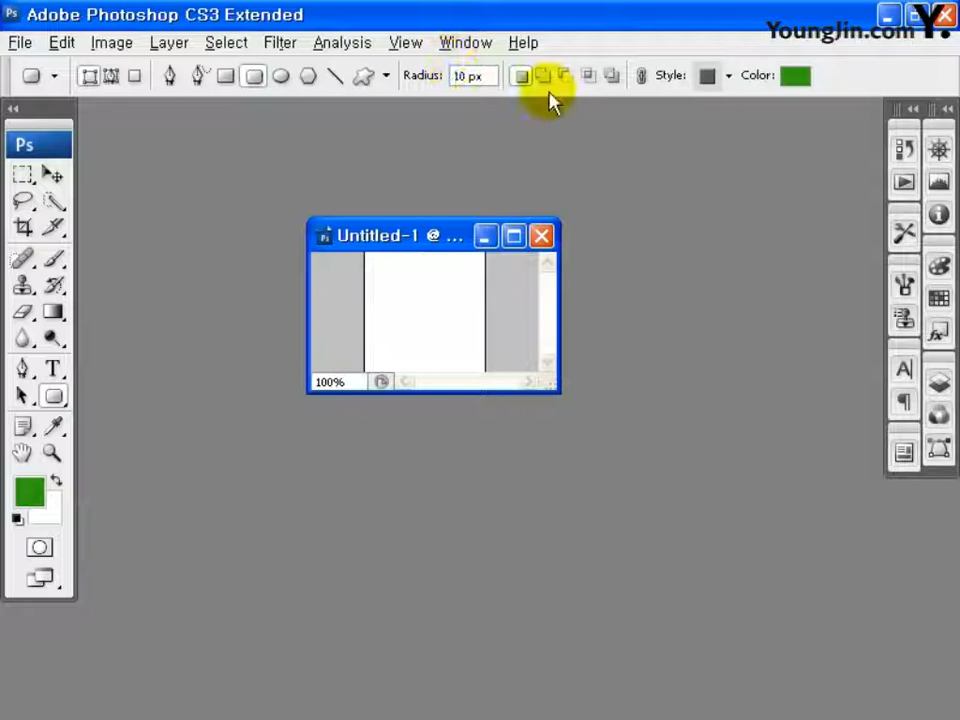 Ps Adobe Photoshop CS3 Extended
YoungJin.com Y.
File Edit Image Layer Select Filter Analysis View Window Help
Radius: 10 px Style: Color:
Ps
Untitled-1 @ ...
100%